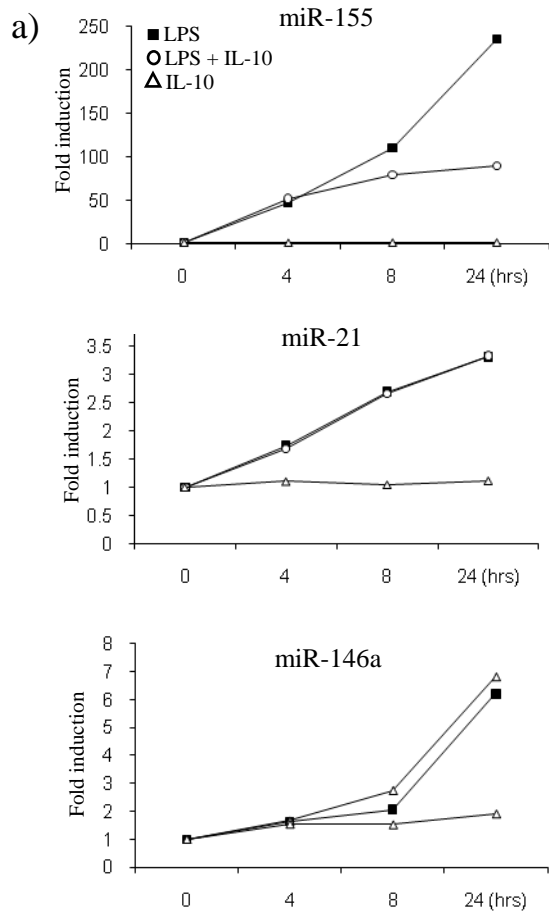 a)
miR-155
LPS
LPS + IL-10
IL-10
Fold induction
250
200
150
100
50
0
0 4 8 24 (hrs)
miR-21
Fold induction
3.5
3
2.5
2
1.5
1
0.5
0
0 4 8 24 (hrs)
miR-146a
Fold induction
8
7
6
5
4
3
2
1
0
0 4 8 24 (hrs)